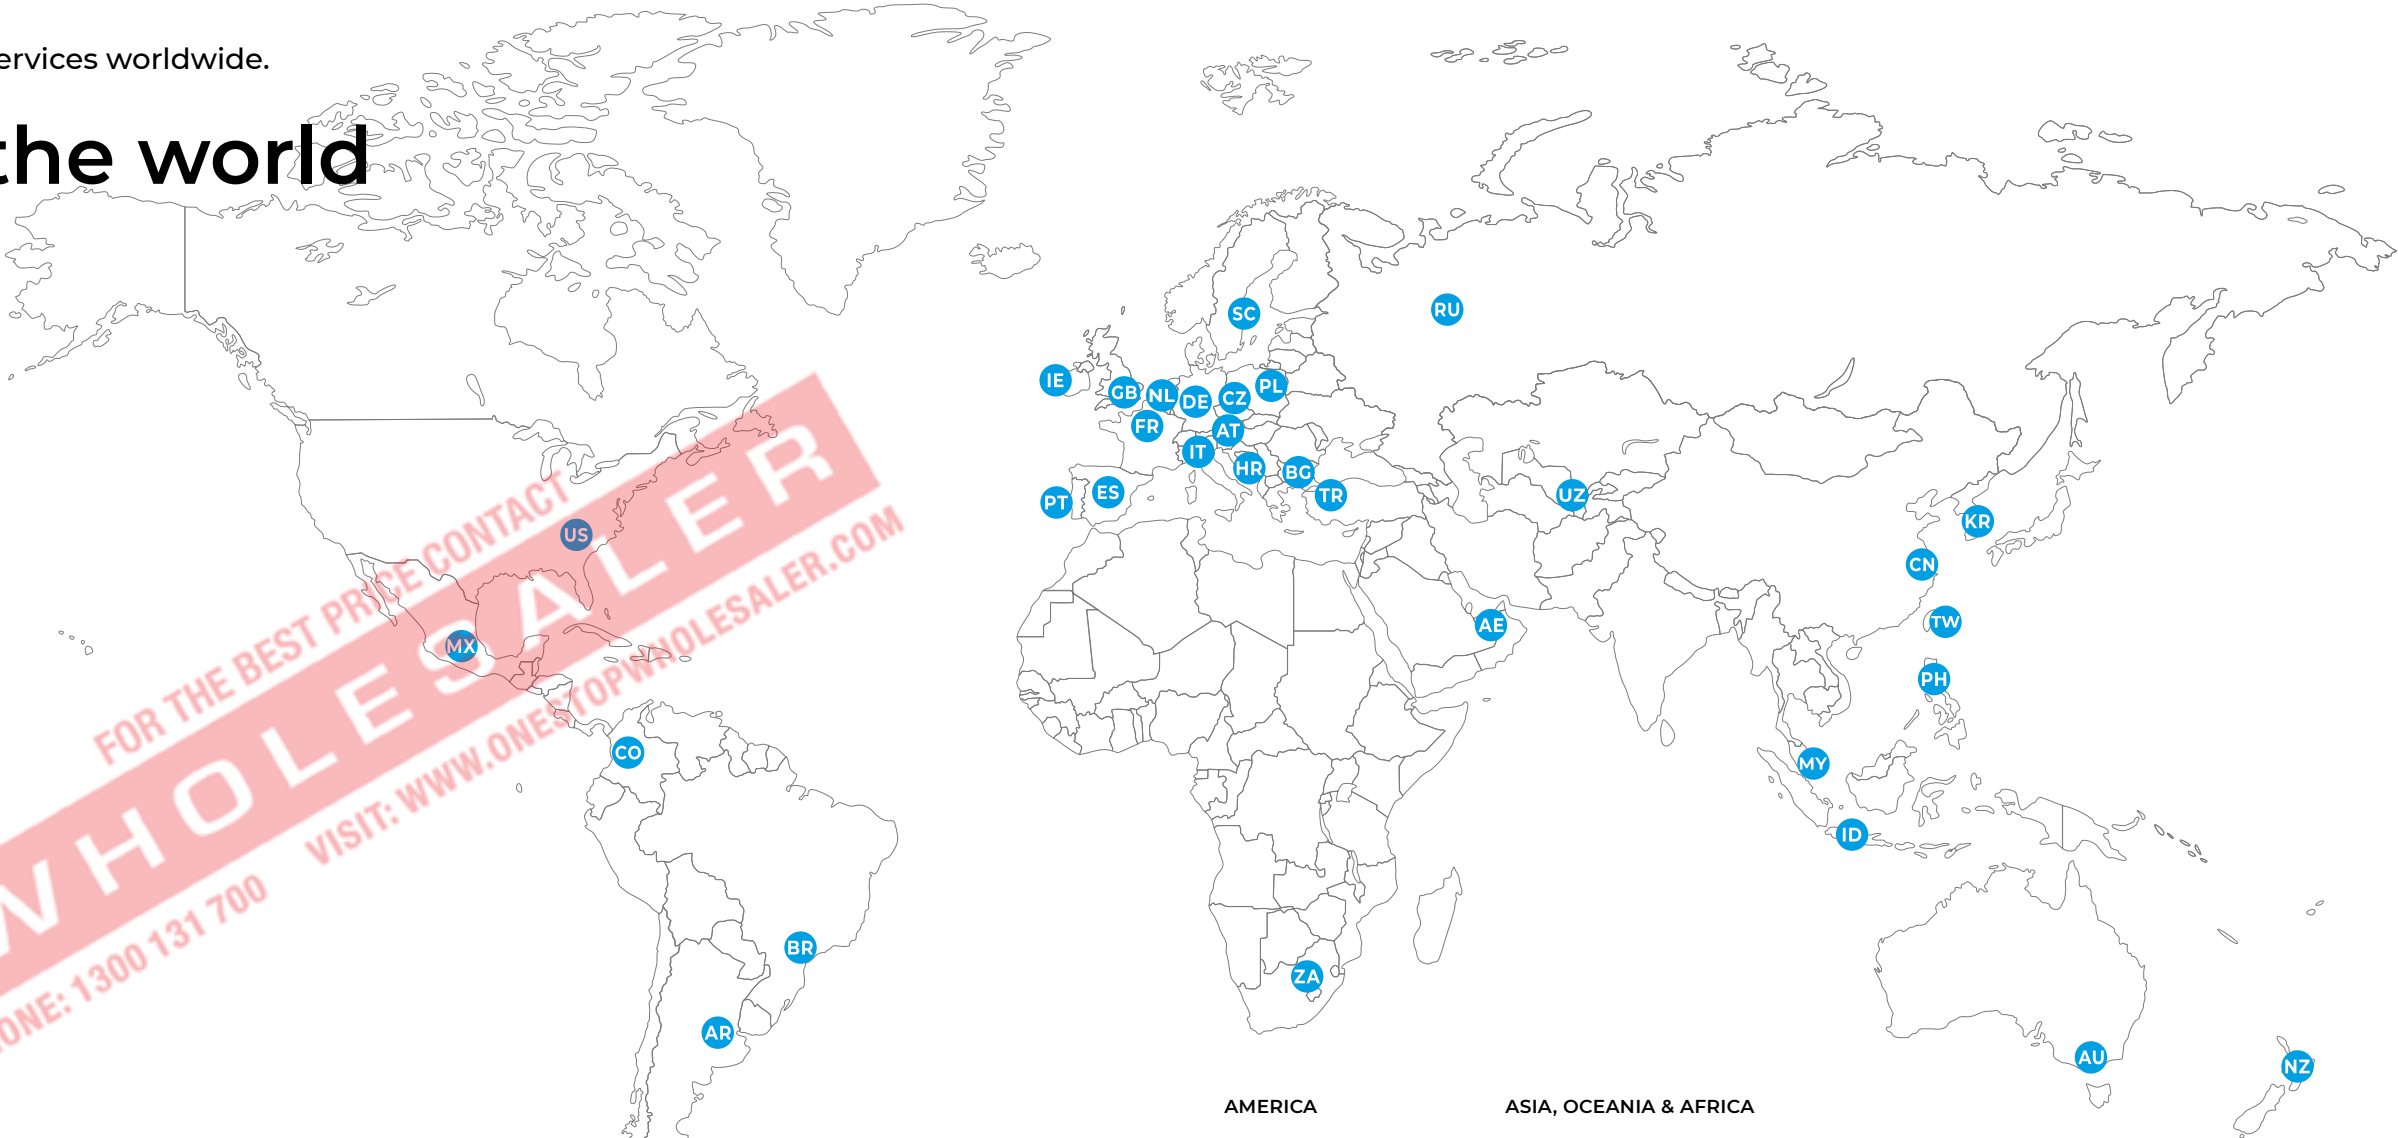 ervices worldwide.
the world
SC
RU
IE
GB
NL
DE
CZ
PL
FR
AT
IT
HR
BG
PT
ES
TR
UZ
KR
US
CN
MX
AE
TW
PH
CO
MY
ID
BR
ZA
AR
AU
NZ
FOR THE BEST PRICE CONTACT
WHOLESALER
VISIT: WWW.ONESTOPWHOLESALER.COM
ONE: 1300 131 700
AMERICA
ASIA, OCEANIA & AFRICA